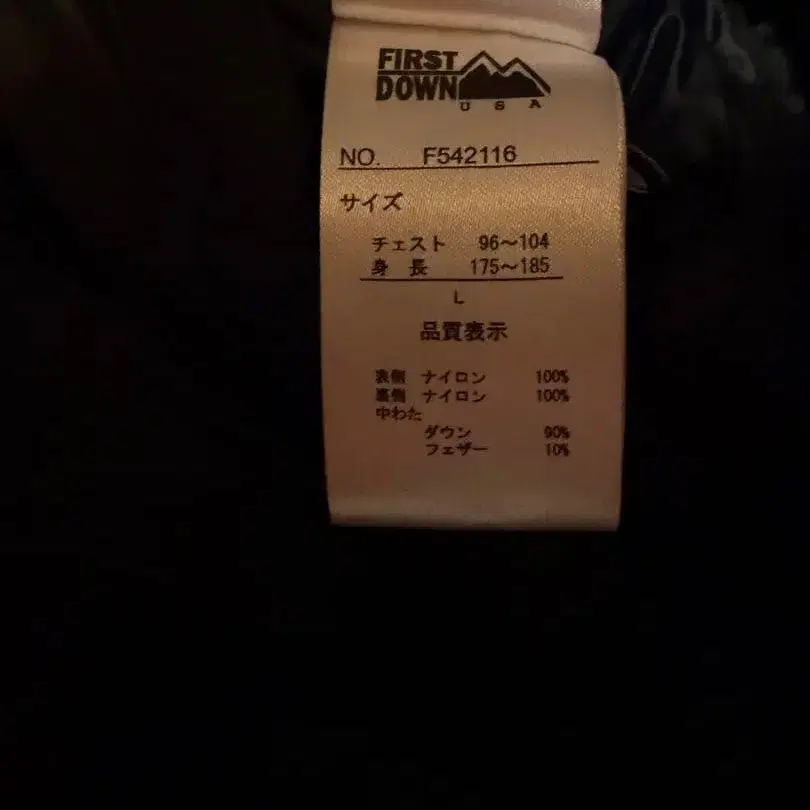 FIRST
DOWN
USA
NO. F542116
サイズ
チェスト 96～104
身長 175～185
L
品質表示
表側 ナイロン 100%
裏側 ナイロン 100%
中わた
ダウン 90%
フェザー 10%